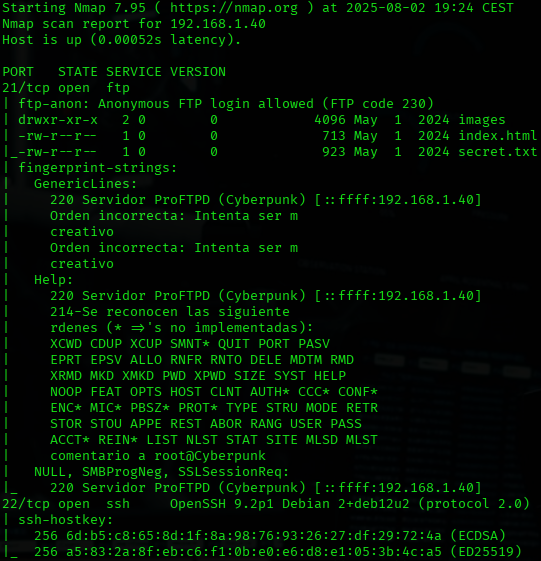 Starting Nmap 7.95 ( https://nmap.org ) at 2025-08-02 19:24 CEST
Nmap scan report for 192.168.1.40
Host is up (0.00052s latency).

PORT   STATE SERVICE VERSION
21/tcp open  ftp
| ftp-anon: Anonymous FTP login allowed (FTP code 230)
| drwxr-xr-x   2 0        0            4096 May  1  2024 images
| -rw-r--r--   1 0        0             713 May  1  2024 index.html
|_-rw-r--r--   1 0        0             923 May  1  2024 secret.txt
| fingerprint-strings:
|   GenericLines:
|     220 Servidor ProFTPD (Cyberpunk) [::ffff:192.168.1.40]
|     Orden incorrecta: Intenta ser m
|     creativo
|     Orden incorrecta: Intenta ser m
|     creativo
|   Help:
|     220 Servidor ProFTPD (Cyberpunk) [::ffff:192.168.1.40]
|     214-Se reconocen las siguiente
|     rdenes (* =>'s no implementadas):
|     XCWD CDUP XCUP SMNT* QUIT PORT PASV
|     EPRT EPSV ALLO RNFR RNTO DELE MDTM RMD
|     XRMD MKD XMKD PWD XPWD SIZE SYST HELP
|     NOOP FEAT OPTS HOST CLNT AUTH* CCC* CONF*
|     ENC* MIC* PBSZ* PROT* TYPE STRU MODE RETR
|     STOR STOU APPE REST ABOR RANG USER PASS
|     ACCT* REIN* LIST NLST STAT SITE MLSD MLST
|     comentario a root@Cyberpunk
|   NULL, SMBProgNeg, SSLSessionReq:
|_    220 Servidor ProFTPD (Cyberpunk) [::ffff:192.168.1.40]
22/tcp open  ssh     OpenSSH 9.2p1 Debian 2+deb12u2 (protocol 2.0)
| ssh-hostkey:
|   256 6d:b5:c8:65:8d:1f:8a:98:76:93:26:27:df:29:72:4a (ECDSA)
|_  256 a5:83:2a:8f:eb:c6:f1:0b:e0:e6:d8:e1:05:3b:4c:a5 (ED25519)